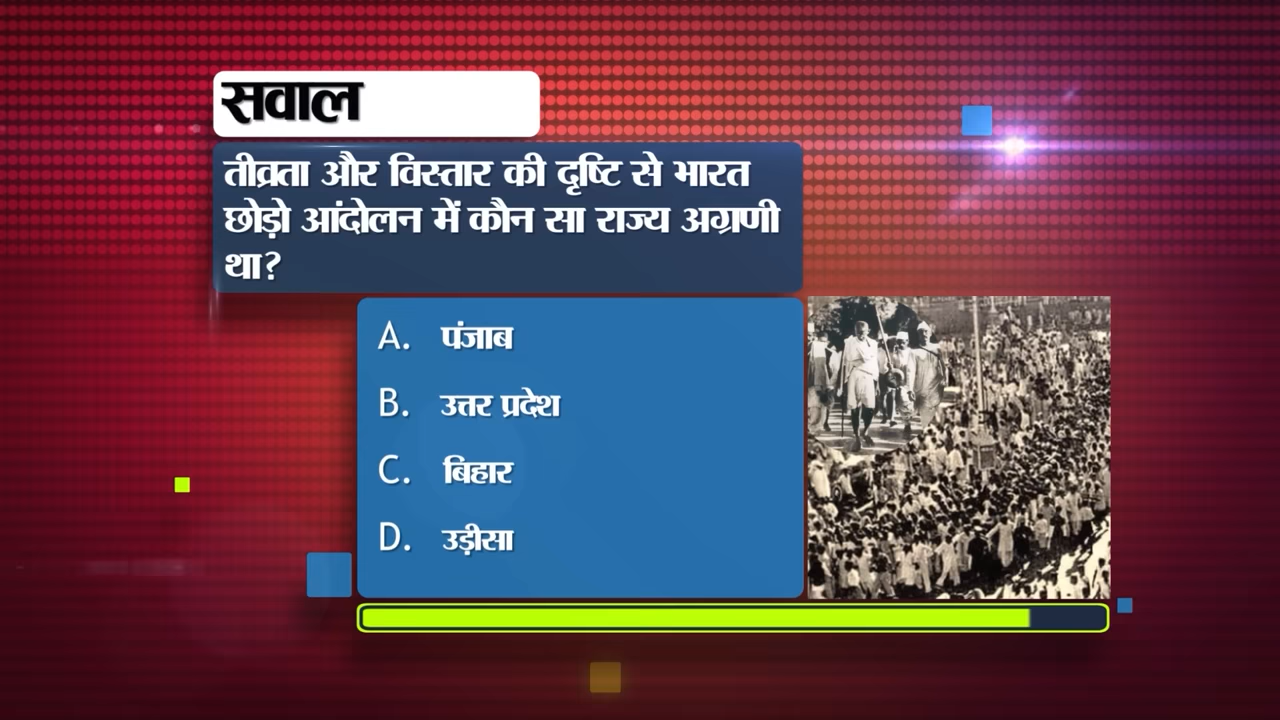 सवाल
तीव्रता और विस्तार की दृष्टि से भारत
छोड़ो आंदोलन में कौन सा राज्य अग्रणी
था?
A. पंजाब
B. उत्तर प्रदेश
C. बिहार
D. उड़ीसा